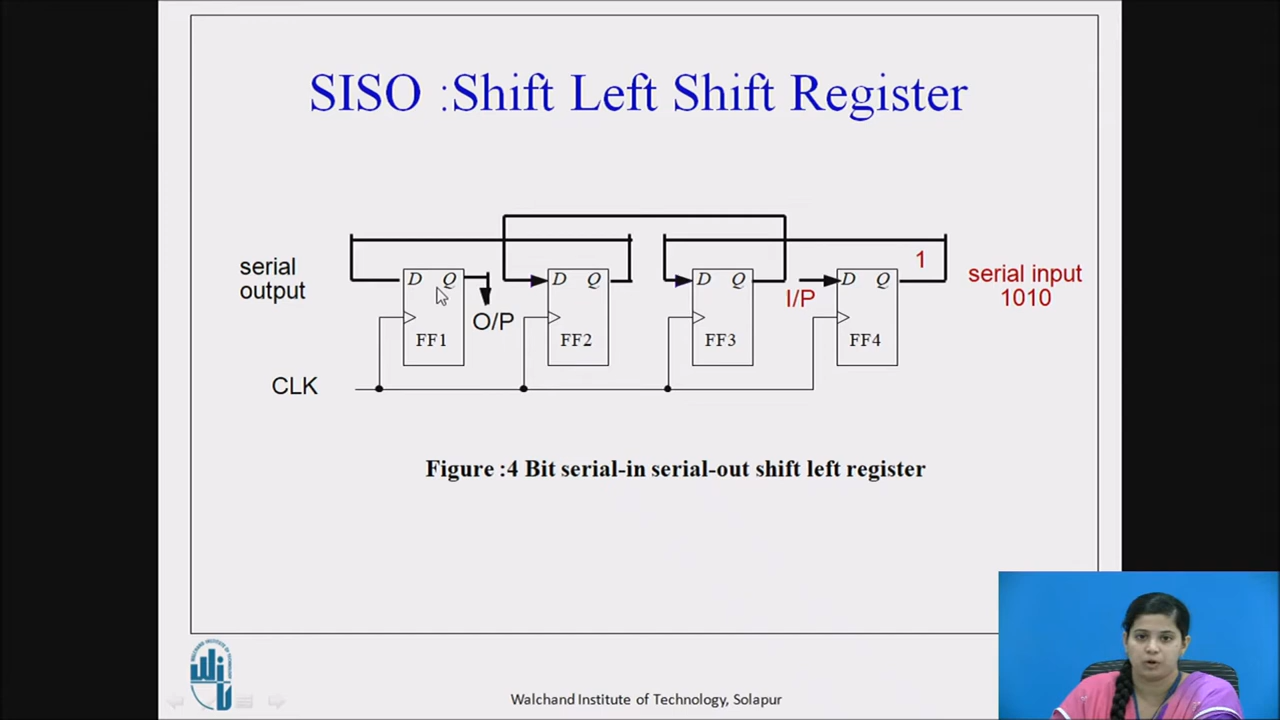 SISO :Shift Left Shift Register
serial
output
D Q
D Q
D Q
D Q
1
serial input
1010
I/P
O/P
FF1
FF2
FF3
FF4
CLK
Figure :4 Bit serial-in serial-out shift left register
Walchand Institute of Technology, Solapur